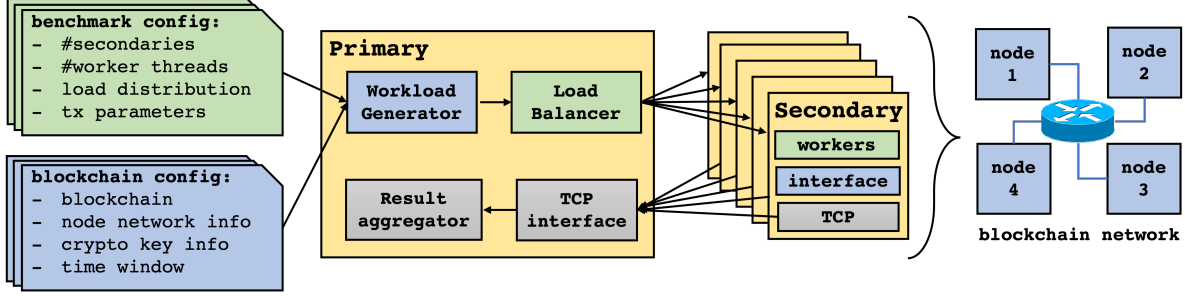 benchmark config:
- #secondaries
- #worker threads
- load distribution
- tx parameters
blockchain config:
- blockchain
- node network info
- crypto key info
- time window
Primary
Workload
Generator
Load
Balancer
Result
aggregator
TCP
interface
Secondary
workers
interface
TCP
node
1
node
2
node
4
node
3
blockchain network